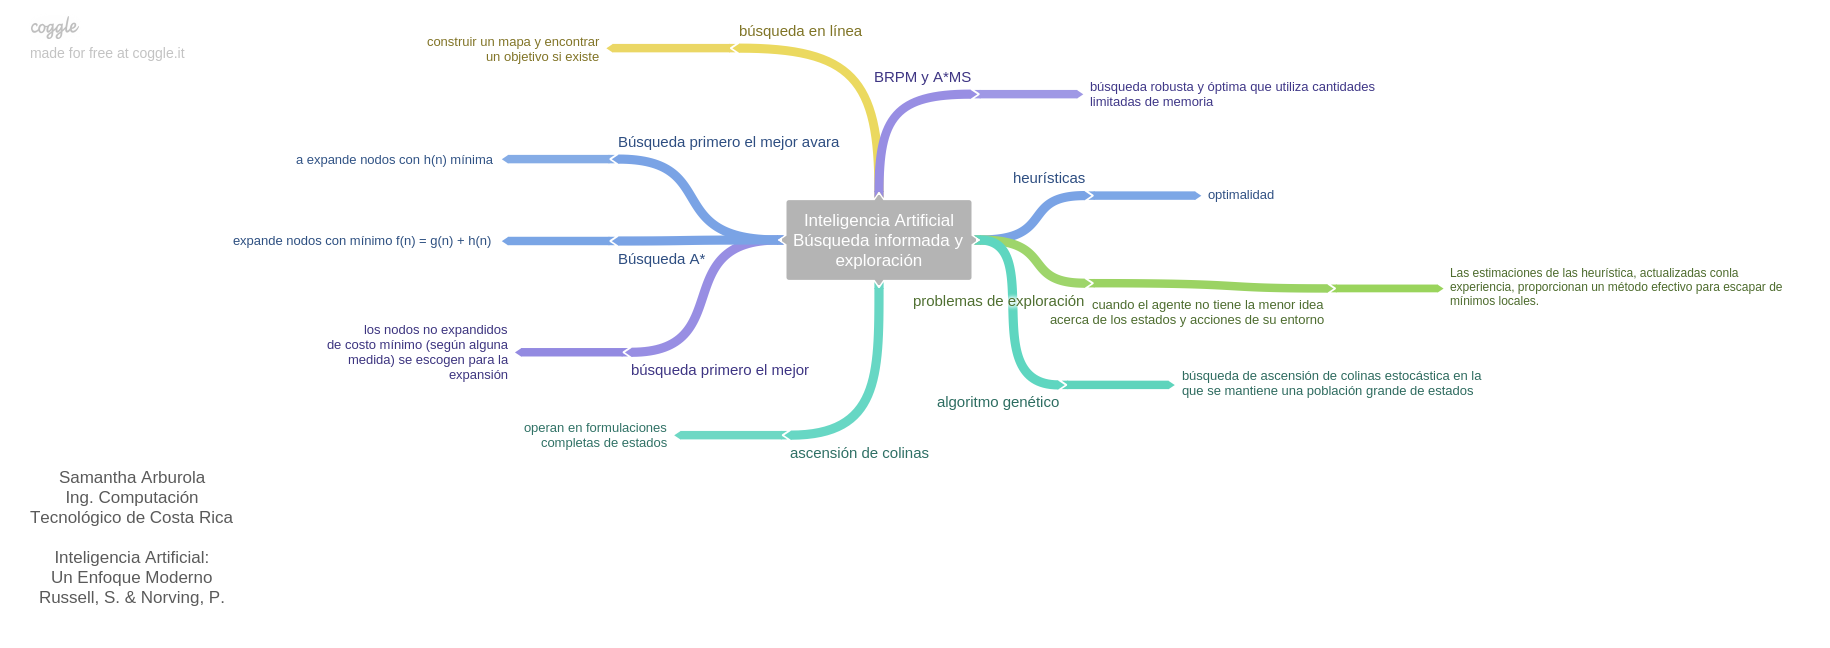 coggle
made for free at coggle.it
búsqueda en línea
construir un mapa y encontrar
un objetivo si existe
BRPM y A*MS
búsqueda robusta y óptima que utiliza cantidades
limitadas de memoria
Búsqueda primero el mejor avara
a expande nodos con h(n) mínima
heurísticas
optimalidad
Inteligencia Artificial
Búsqueda informada y
exploración
expande nodos con mínimo f(n) = g(n) + h(n)
Búsqueda A*
problemas de exploración
cuando el agente no tiene la menor idea
acerca de los estados y acciones de su entorno
Las estimaciones de las heurística, actualizadas conla
experiencia, proporcionan un método efectivo para escapar de
mínimos locales.
los nodos no expandidos
de costo mínimo (según alguna
medida) se escogen para la
expansión
búsqueda primero el mejor
algoritmo genético
búsqueda de ascensión de colinas estocástica en la
que se mantiene una población grande de estados
operan en formulaciones
completas de estados
ascensión de colinas
Samantha Arburola
Ing. Computación
Tecnológico de Costa Rica
Inteligencia Artificial:
Un Enfoque Moderno
Russell, S. & Norving, P.